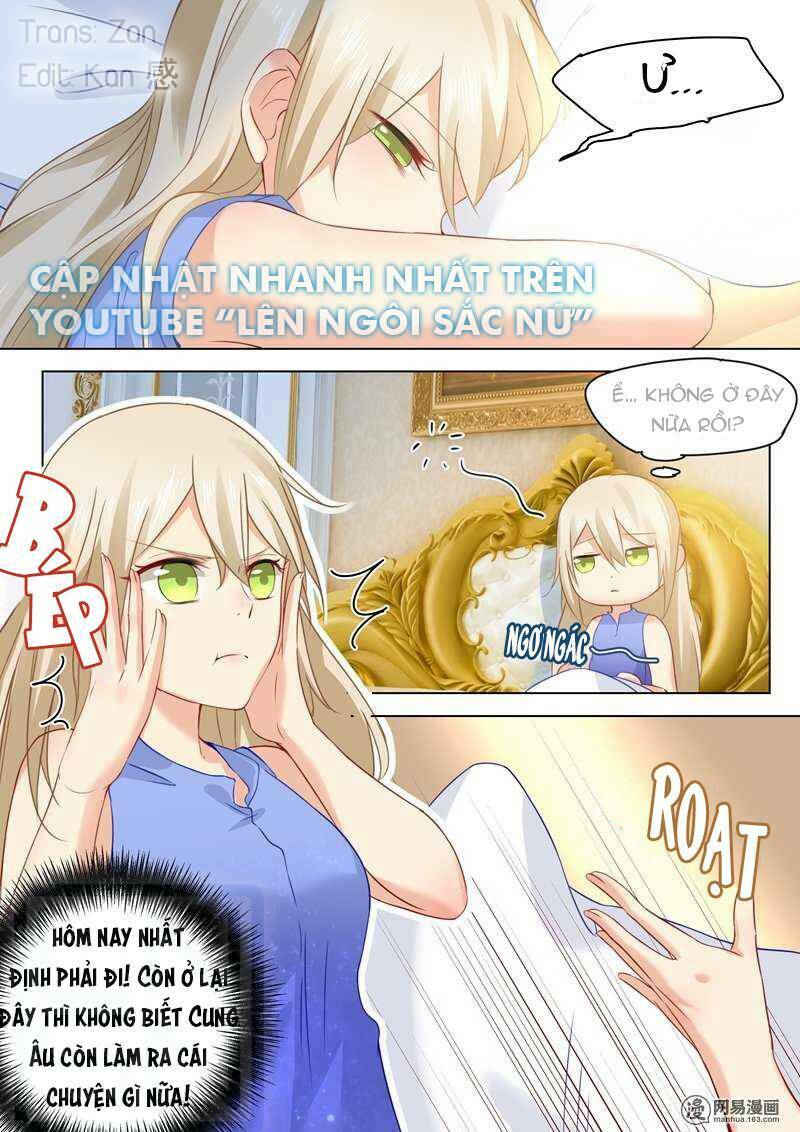 Trans: Zan
Edit: Kan 感
Ư...
CẬP NHẬT NHANH NHẤT TRÊN
YOUTUBE “LÊN NGÔI SẮC NỮ”
Ể... KHÔNG Ở ĐÂY
NỮA RỒI?
BÉP
NGƠ NGÁC
ROẠT
HÔM NAY NHẤT
ĐỊNH PHẢI ĐI! CÒN Ở LẠI
ĐÂY THÌ KHÔNG BIẾT CUNG
ÂU CÒN LÀM RA CÁI
CHUYỆN GÌ NỮA!
网易漫画
manhua.163.com